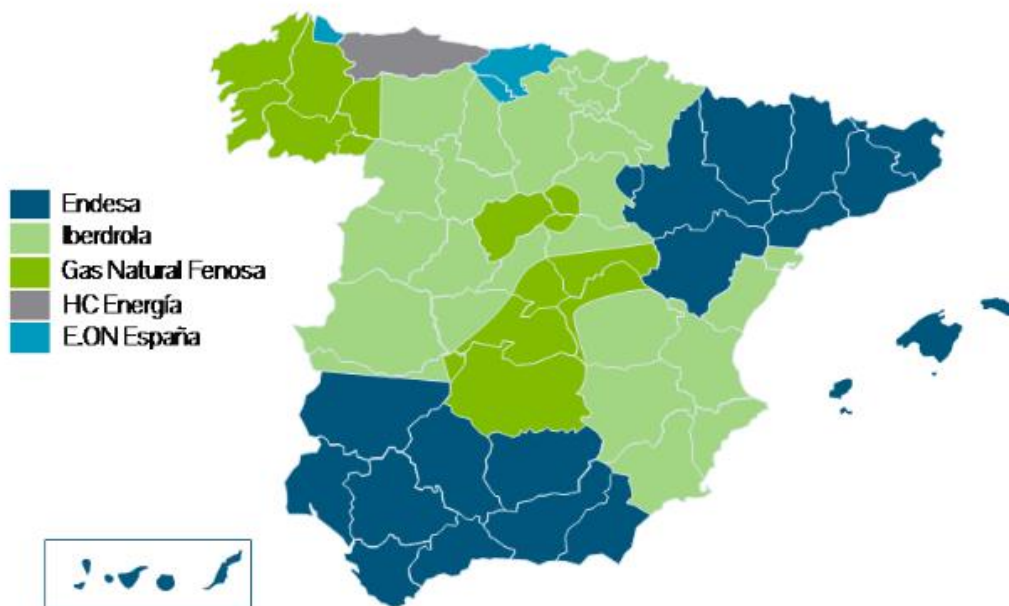 Endesa
Iberdrola
Gas Natural Fenosa
HC Energía
E.ON España